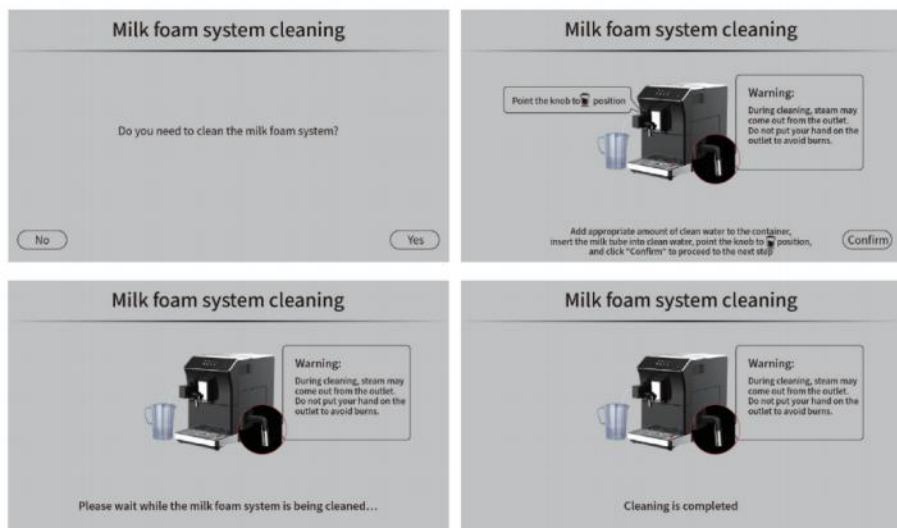 Milk foam system cleaning
Do you need to clean the milk foam system?
No
Yes
Milk foam system cleaning
Point the knob to position
Warning:
During cleaning, steam may
come out from the outlet.
Do not put your hand on the
outlet to avoid burns.
Add appropriate amount of clean water to the container,
insert the milk tube into clean water, point the knob to position,
and click "Confirm" to proceed to the next step
Confirm
Milk foam system cleaning
Warning:
During cleaning, steam may
come out from the outlet.
Do not put your hand on the
outlet to avoid burns.
Please wait while the milk foam system is being cleaned...
Milk foam system cleaning
Warning:
During cleaning, steam may
come out from the outlet.
Do not put your hand on the
outlet to avoid burns.
Cleaning is completed